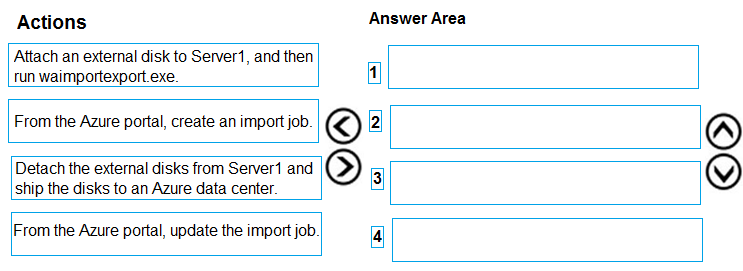 Actions
Answer Area
Attach an external disk to Server1, and then
run waimportexport.exe.
1
From the Azure portal, create an import job.
2
Detach the external disks from Server1 and
ship the disks to an Azure data center.
3
From the Azure portal, update the import job.
4